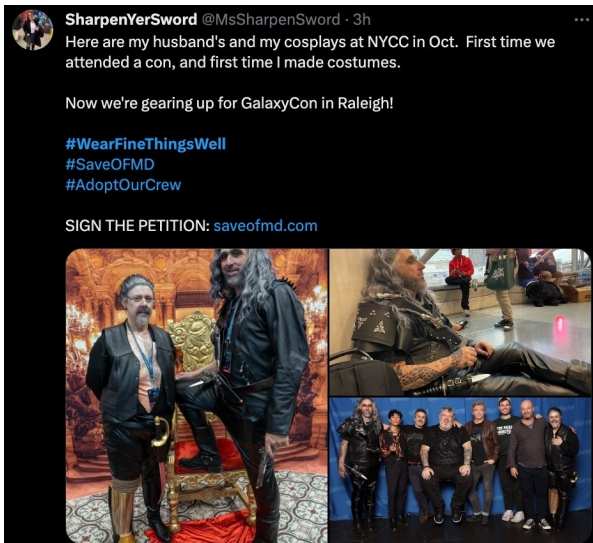 SharpenYerSword @MsSharpenSword · 3h
Here are my husband's and my cosplays at NYCC in Oct. First time we
attended a con, and first time I made costumes.
Now we're gearing up for GalaxyCon in Raleigh!
#WearFineThingsWell
#SaveOFMD
#AdoptOurCrew
SIGN THE PETITION: saveofmd.com